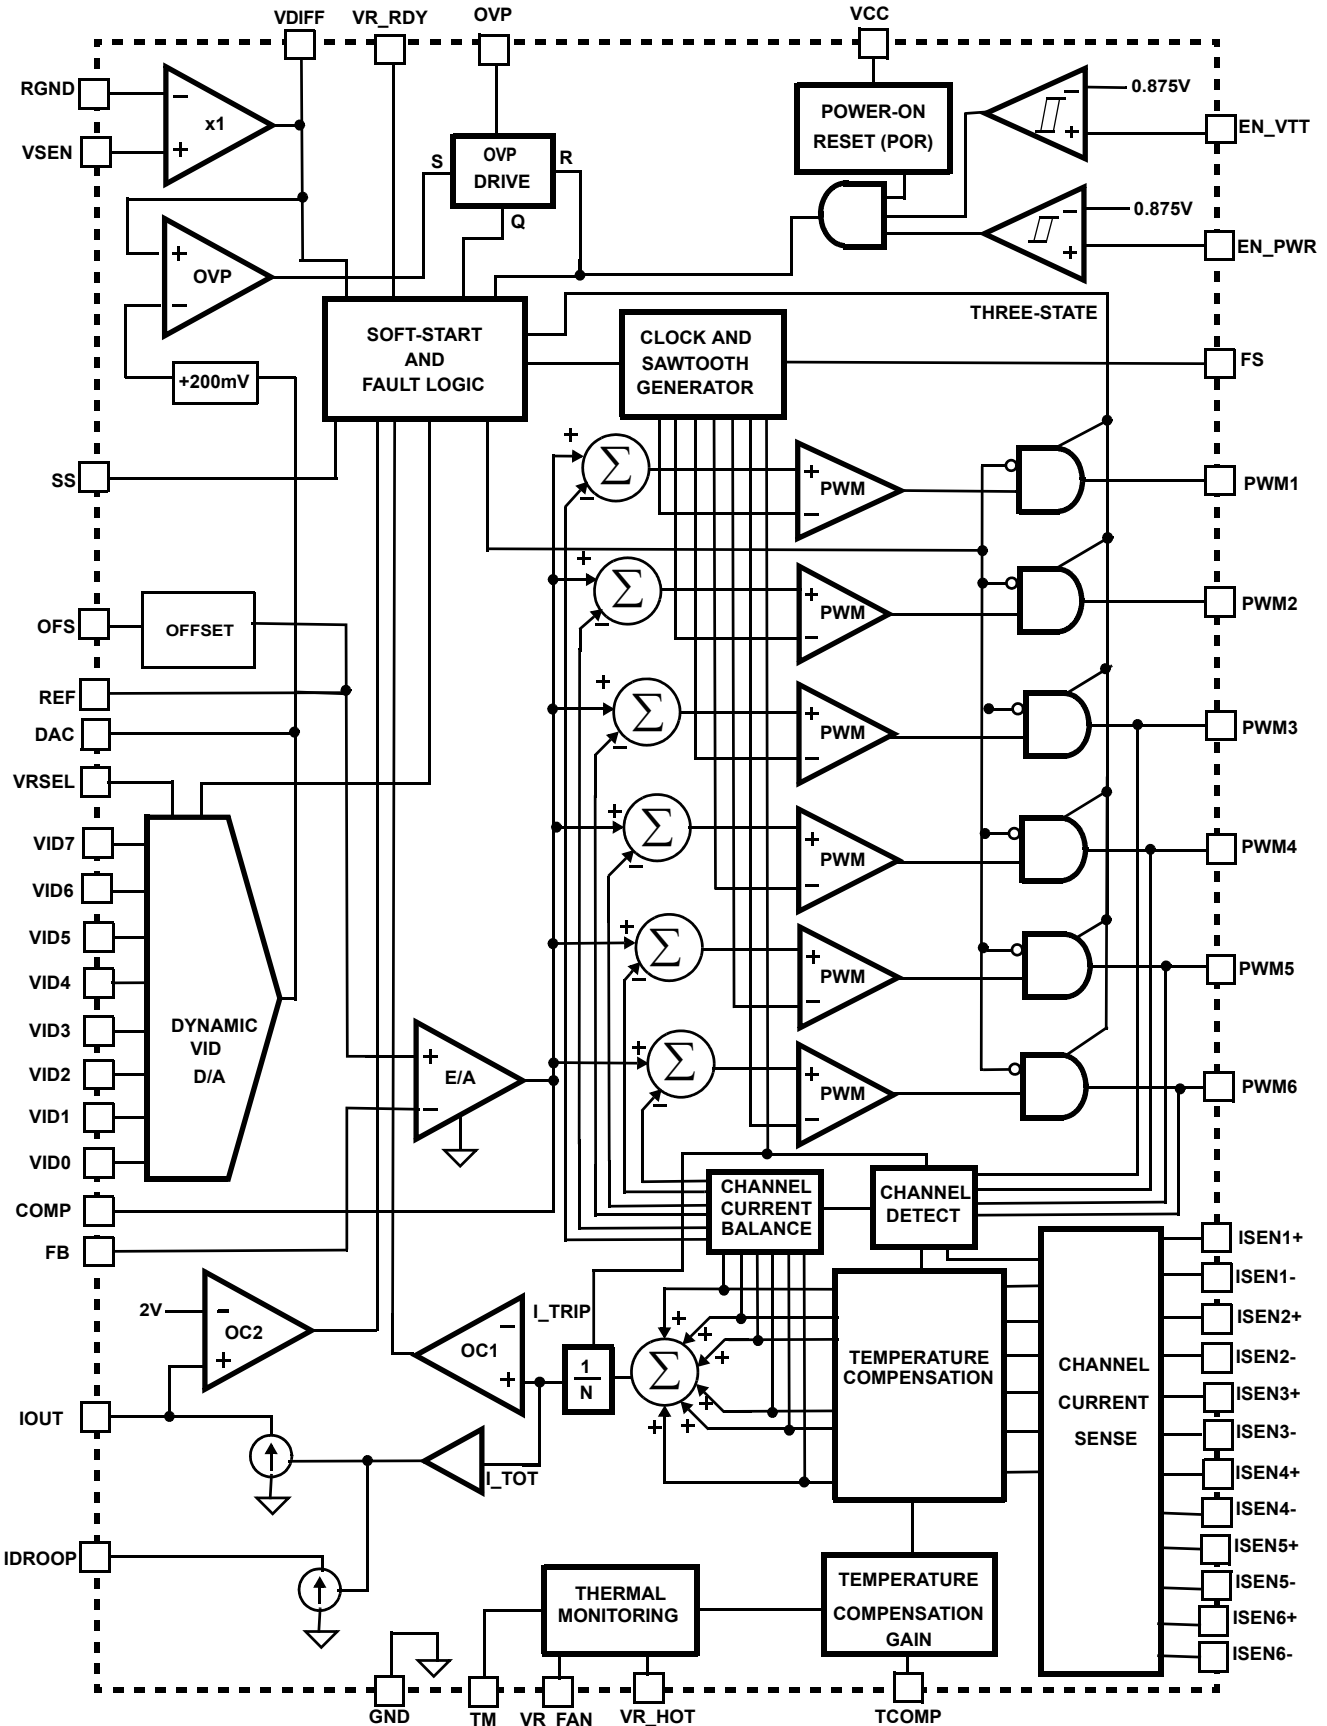 VDIFF VR_RDY OVP VCC
RGND
VSEN
x1
+
−
S
OVP
DRIVE
R
Q
POWER-ON
RESET (POR)
0.875V
EN_VTT
0.875V
EN_PWR
+
OVP
−
+200mV
SOFT-START
AND
FAULT LOGIC
CLOCK AND
SAWTOOTH
GENERATOR
THREE-STATE
FS
SS
+ Σ − + PWM − PWM1
+ Σ − + PWM − PWM2
+ Σ − + PWM − PWM3
+ Σ − + PWM − PWM4
+ Σ − + PWM − PWM5
+ Σ − + PWM − PWM6
OFS
OFFSET
REF
DAC
VRSEL
VID7
VID6
VID5
VID4
VID3
VID2
VID1
VID0
DYNAMIC
VID
D/A
+
E/A
−
COMP
FB
CHANNEL
CURRENT
BALANCE
CHANNEL
DETECT
2V
−
OC2
+
I_TRIP
−
OC1
+
1
N
Σ
+ + + + + +
TEMPERATURE
COMPENSATION
CHANNEL
CURRENT
SENSE
ISEN1+
ISEN1-
ISEN2+
ISEN2-
ISEN3+
ISEN3-
ISEN4+
ISEN4-
ISEN5+
ISEN5-
ISEN6+
ISEN6-
IOUT
I_TOT
IDROOP
THERMAL
MONITORING
TEMPERATURE
COMPENSATION
GAIN
GND TM VR_FAN VR_HOT TCOMP